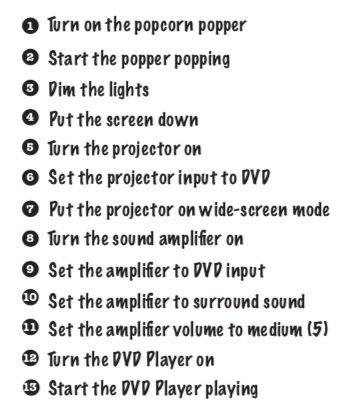 1 Turn on the popcorn popper
2 Start the popper popping
3 Dim the lights
4 Put the screen down
5 Turn the projector on
6 Set the projector input to DVD
7 Put the projector on wide-screen mode
8 Turn the sound amplifier on
9 Set the amplifier to DVD input
10 Set the amplifier to surround sound
11 Set the amplifier volume to medium (5)
12 Turn the DVD Player on
13 Start the DVD Player playing